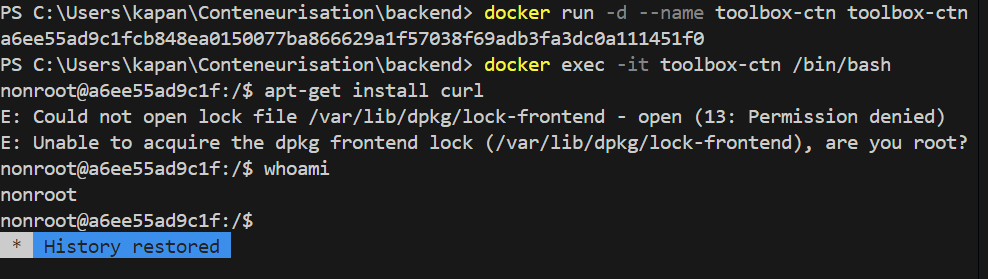 PS C:\Users\kapan\Conteneurisation\backend> docker run -d --name toolbox-ctn toolbox-ctn
a6ee55ad9c1fcb848ea0150077ba866629a1f57038f69adb3fa3dc0a111451f0
PS C:\Users\kapan\Conteneurisation\backend> docker exec -it toolbox-ctn /bin/bash
nonroot@a6ee55ad9c1f:/$ apt-get install curl
E: Could not open lock file /var/lib/dpkg/lock-frontend - open (13: Permission denied)
E: Unable to acquire the dpkg frontend lock (/var/lib/dpkg/lock-frontend), are you root?
nonroot@a6ee55ad9c1f:/$ whoami
nonroot
nonroot@a6ee55ad9c1f:/$
* History restored